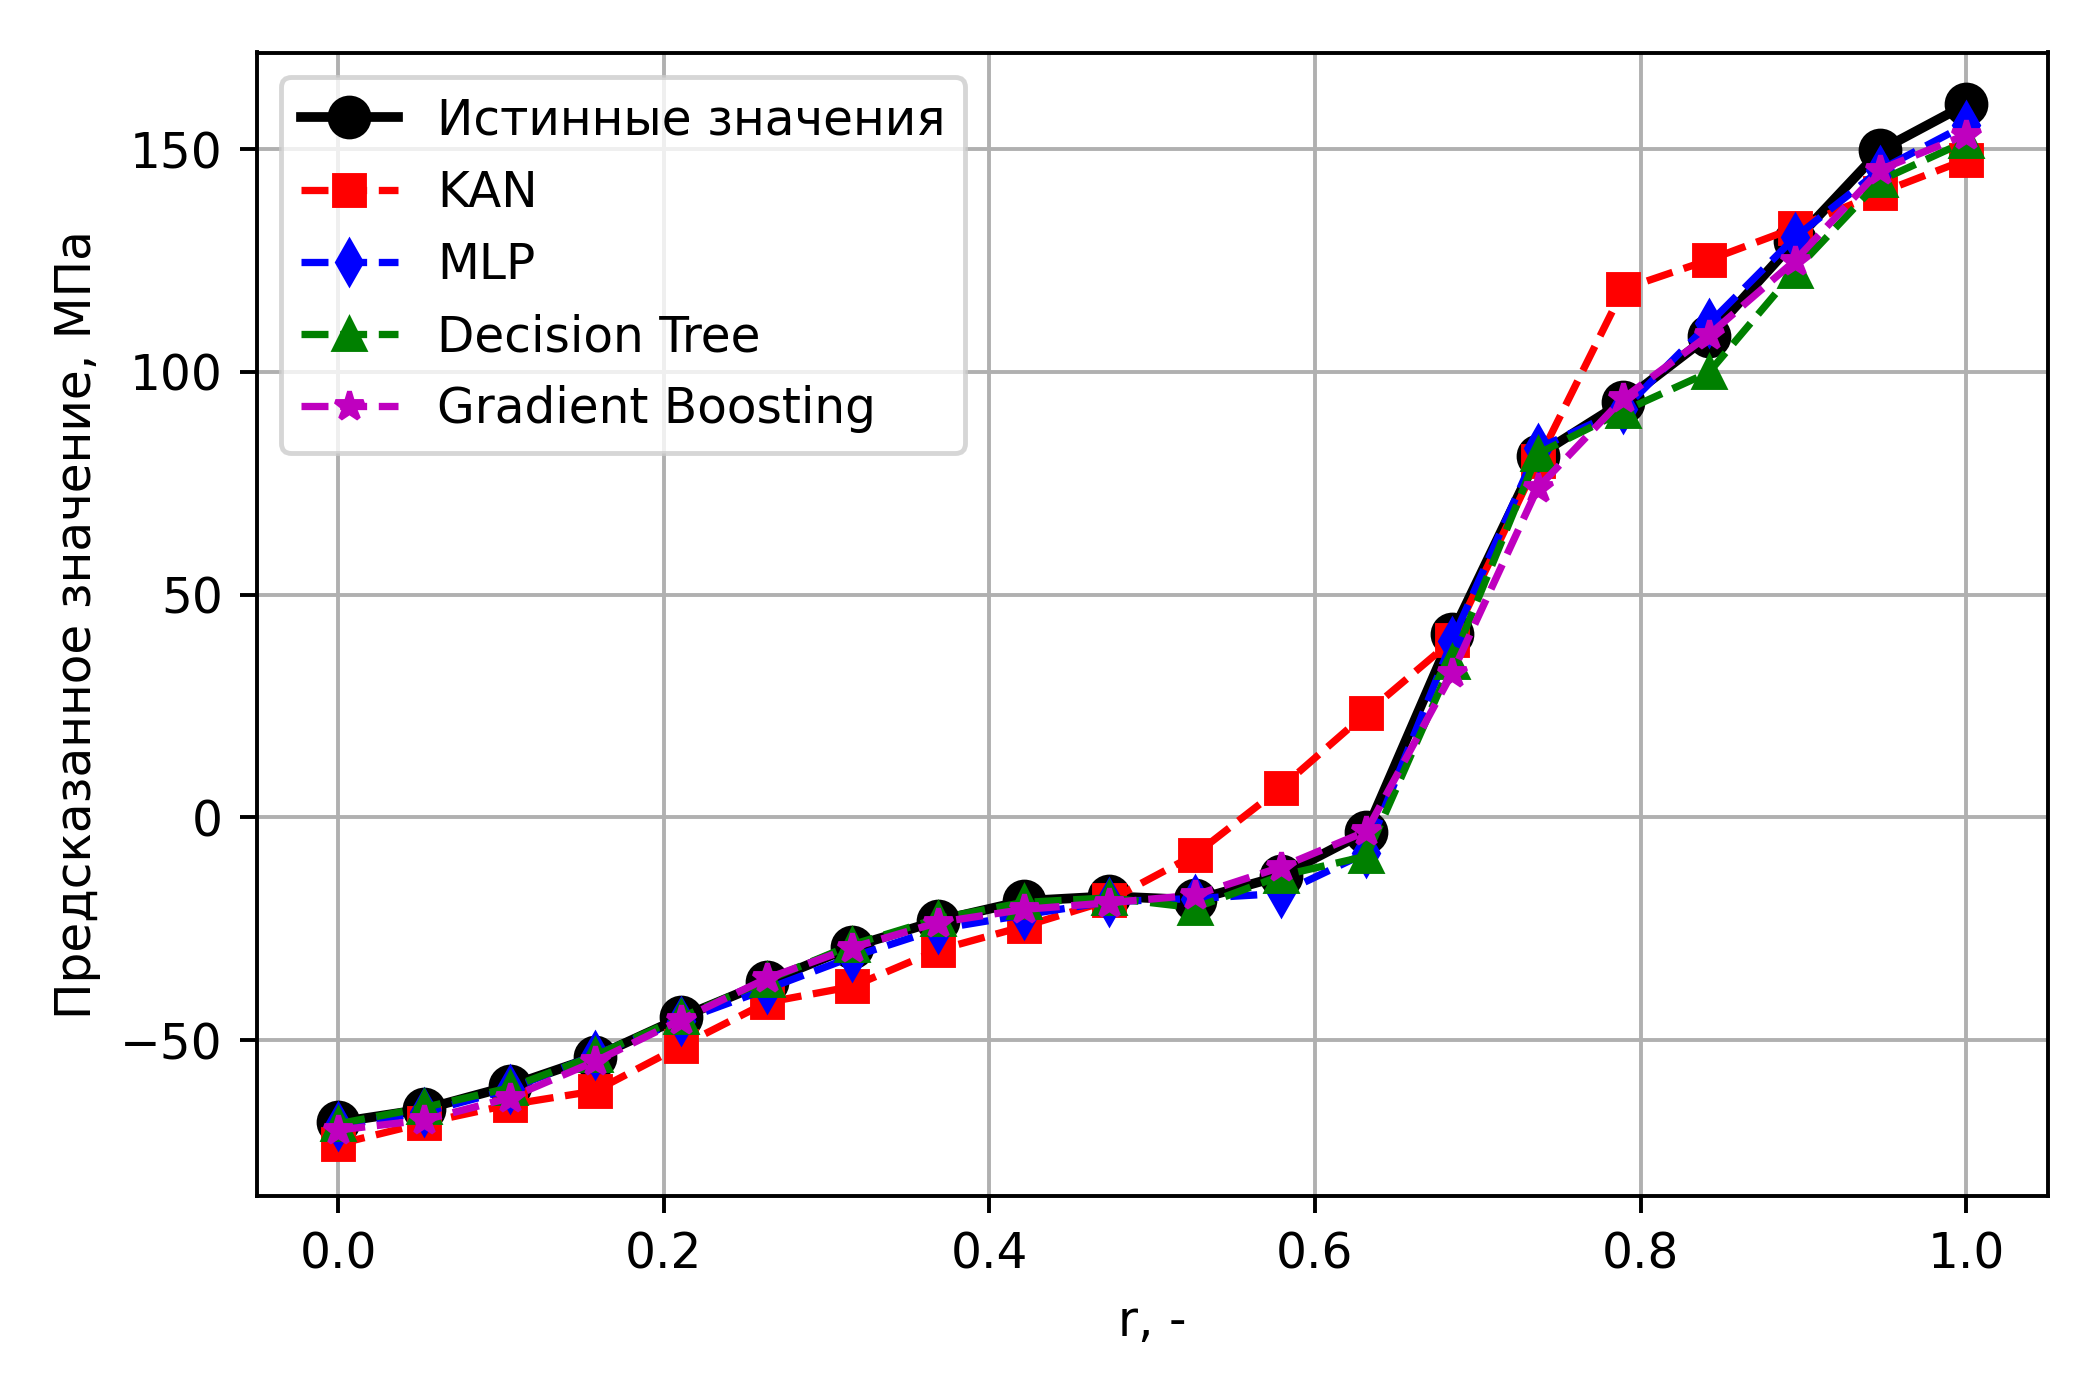 Истинные значения
KAN
MLP
Decision Tree
Gradient Boosting
150
100
50
0
−50
Предсказанное значение, МПа
0.0 0.2 0.4 0.6 0.8 1.0
r, -